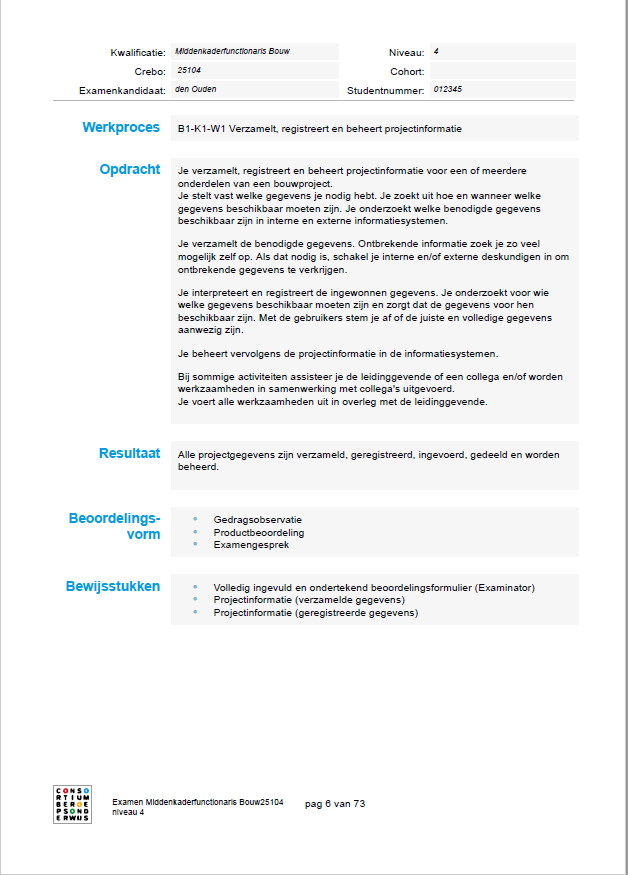 Kwalificatie: Middenkaderfunctionaris Bouw Niveau: 4
Crebo: 25104 Cohort:
Examenkandidaat: den Ouden Studentnummer: 012345
Werkproces B1-K1-W1 Verzamelt, registreert en beheert projectinformatie
Opdracht Je verzamelt, registreert en beheert projectinformatie voor een of meerdere
onderdelen van een bouwproject.
Je stelt vast welke gegevens je nodig hebt. Je zoekt uit hoe en wanneer welke
gegevens beschikbaar moeten zijn. Je onderzoekt welke benodigde gegevens
beschikbaar zijn in interne en externe informatiesystemen.
Je verzamelt de benodigde gegevens. Ontbrekende informatie zoek je zo veel
mogelijk zelf op. Als dat nodig is, schakel je interne en/of externe deskundigen in om
ontbrekende gegevens te verkrijgen.
Je interpreteert en registreert de ingewonnen gegevens. Je onderzoekt voor wie
welke gegevens beschikbaar moeten zijn en zorgt dat de gegevens voor hen
beschikbaar zijn. Met de gebruikers stem je af of de juiste en volledige gegevens
aanwezig zijn.
Je beheert vervolgens de projectinformatie in de informatiesystemen.
Bij sommige activiteiten assisteer je de leidinggevende of een collega en/of worden
werkzaamheden in samenwerking met collega's uitgevoerd.
Je voert alle werkzaamheden uit in overleg met de leidinggevende.
Resultaat Alle projectgegevens zijn verzameld, geregistreerd, ingevoerd, gedeeld en worden
beheerd.
Beoordelings-
vorm
• Gedragsobservatie
• Productbeoordeling
• Examengesprek
Bewijsstukken
• Volledig ingevuld en ondertekend beoordelingsformulier (Examinator)
• Projectinformatie (verzamelde gegevens)
• Projectinformatie (geregistreerde gegevens)
CONSO
RTIUM
BEROE
PSOND
ERWIJS
Examen Middenkaderfunctionaris Bouw25104 pag 6 van 73
niveau 4